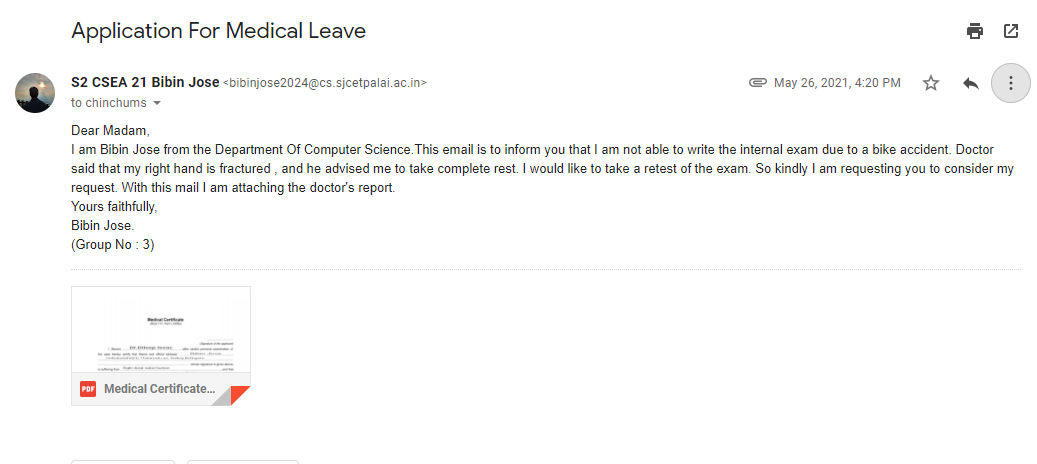 Application For Medical Leave
S2 CSEA 21 Bibin Jose <bibinjose2024@cs.sjcetpalai.ac.in>
May 26, 2021, 4:20 PM
to chinchums
Dear Madam,
I am Bibin Jose from the Department Of Computer Science.This email is to inform you that I am not able to write the internal exam due to a bike accident. Doctor
said that my right hand is fractured , and he advised me to take complete rest. I would like to take a retest of the exam. So kindly I am requesting you to consider my
request. With this mail I am attaching the doctor's report.
Yours faithfully,
Bibin Jose.
(Group No : 3)
Medical Certificate
PDF Medical Certificate...